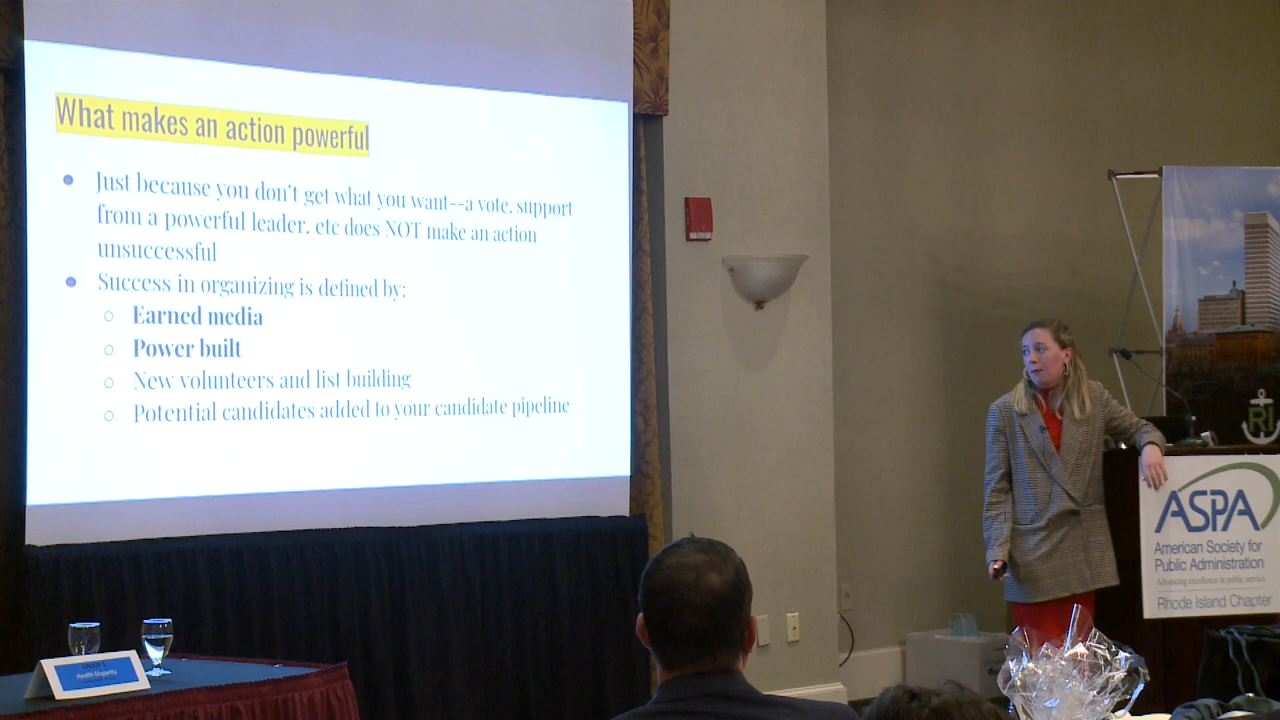 What makes an action powerful
● Just because you don't get what you want--a vote, support
from a powerful leader, etc does NOT make an action
unsuccessful
● Success in organizing is defined by:
○ Earned media
○ Power built
○ New volunteers and list building
○ Potential candidates added to your candidate pipeline
RI
ASPA
American Society for
Public Administration
Advancing excellence in public service
Rhode Island Chapter
Health Disparity